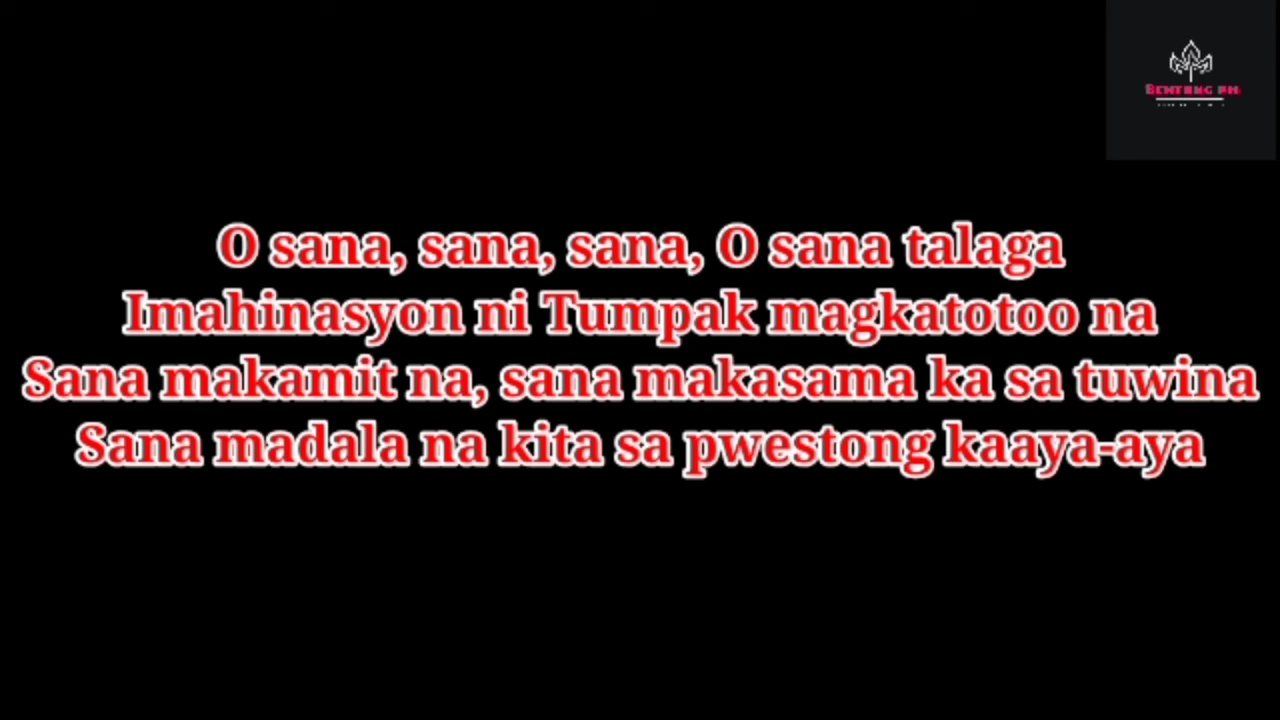 O sana, sana, sana, O sana talaga
Imahinasyon ni Tumpak magkatotoo na
Sana makamit na, sana makasama ka sa tuwina
Sana madala na kita sa pwestong kaaya-aya